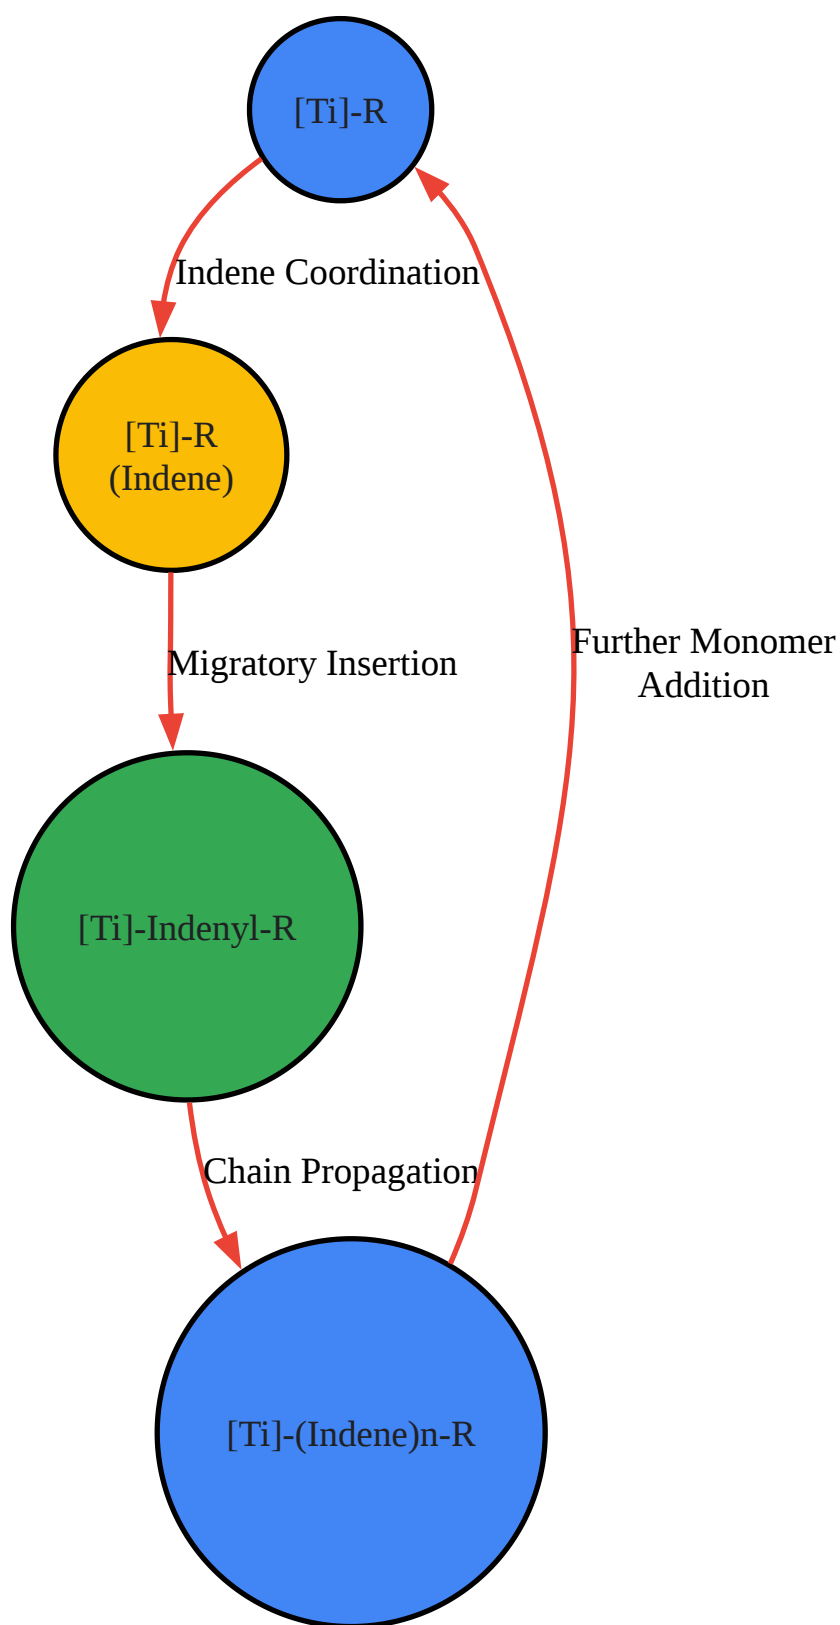 [Ti]-R
Indene Coordination
[Ti]-R
(Indene)
Migratory Insertion
Further Monomer
Addition
[Ti]-Indenyl-R
Chain Propagation
[Ti]-(Indene)n-R